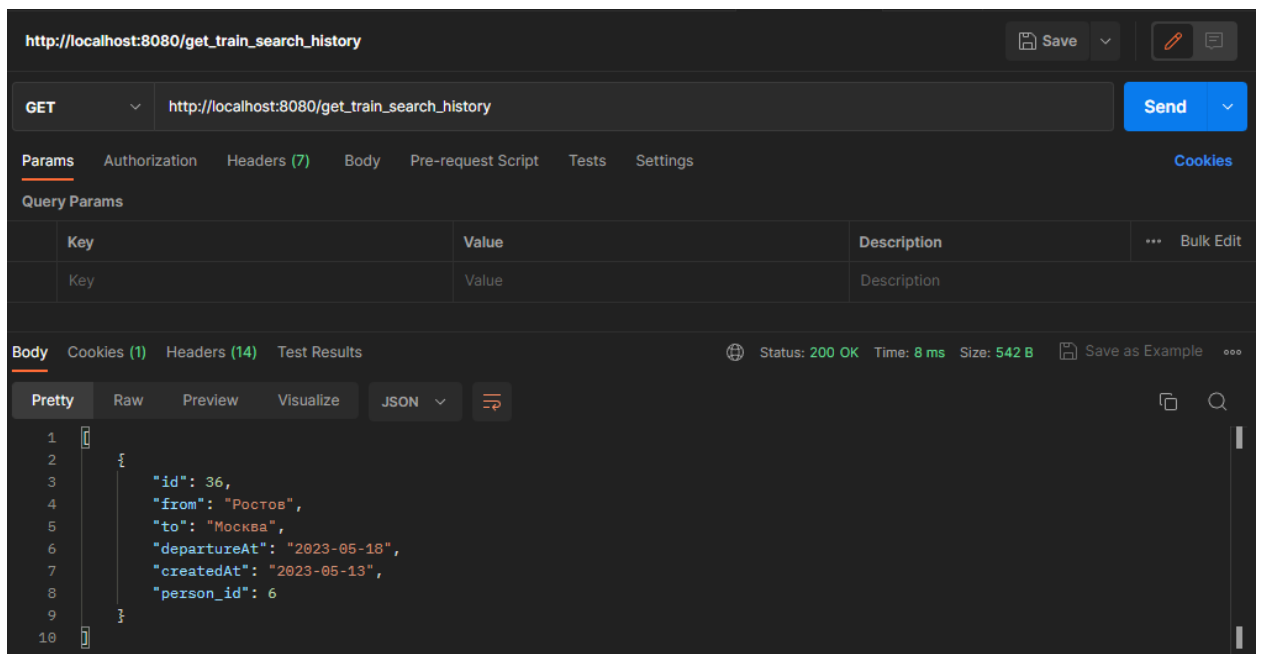 http://localhost:8080/get_train_search_history Save
GET http://localhost:8080/get_train_search_history Send
Params Authorization Headers (7) Body Pre-request Script Tests Settings Cookies
Query Params
Key Value Description ••• Bulk Edit
Key Value Description
Body Cookies (1) Headers (14) Test Results Status: 200 OK Time: 8 ms Size: 542 B Save as Example
Pretty Raw Preview Visualize JSON
1 [
2 {
3 "id": 36,
4 "from": "Ростов",
5 "to": "Москва",
6 "departureAt": "2023-05-18",
7 "createdAt": "2023-05-13",
8 "person_id": 6
9 }
10 ]